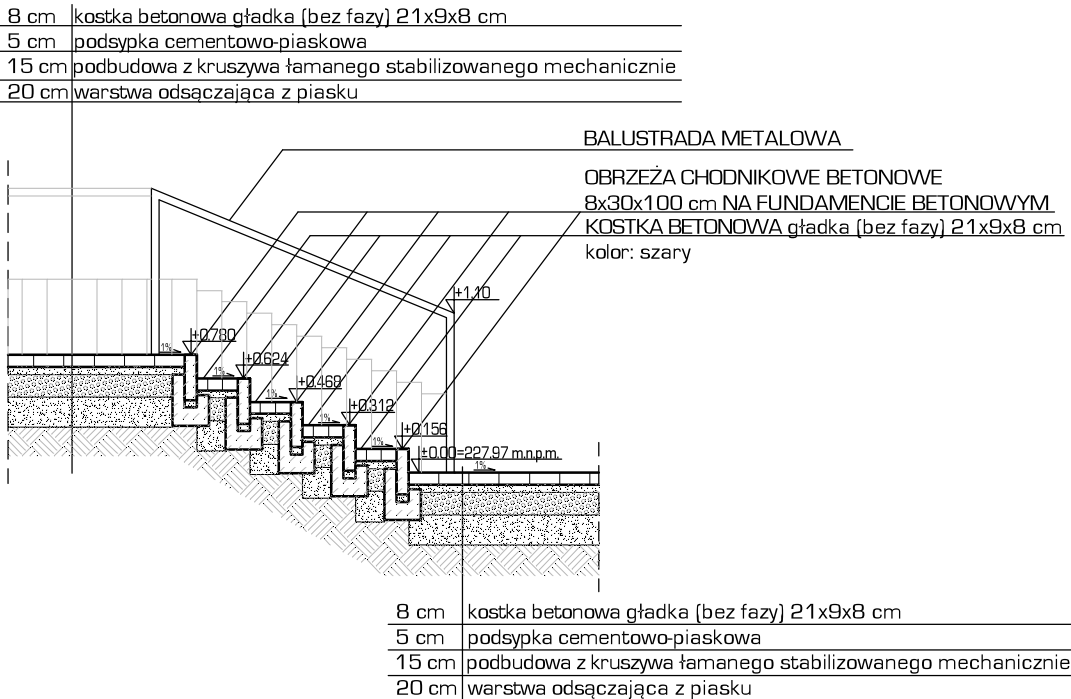 8 cm kostka betonowa gładka (bez fazy) 21x9x8 cm
5 cm podsypka cementowo-piaskowa
15 cm podbudowa z kruszywa łamanego stabilizowanego mechanicznie
20 cm warstwa odsączająca z piasku
BALUSTRADA METALOWA
OBRZEŻA CHODNIKOWE BETONOWE
8x30x100 cm NA FUNDAMENCIE BETONOWYM
KOSTKA BETONOWA gładka (bez fazy) 21x9x8 cm
kolor: szary
+1.10
+0.780
1%
+0.624
1%
+0.468
1%
+0.312
1%
+0.156
1%
±0.00=227.97 m.n.p.m.
1%
8 cm kostka betonowa gładka (bez fazy) 21x9x8 cm
5 cm podsypka cementowo-piaskowa
15 cm podbudowa z kruszywa łamanego stabilizowanego mechanicznie
20 cm warstwa odsączająca z piasku